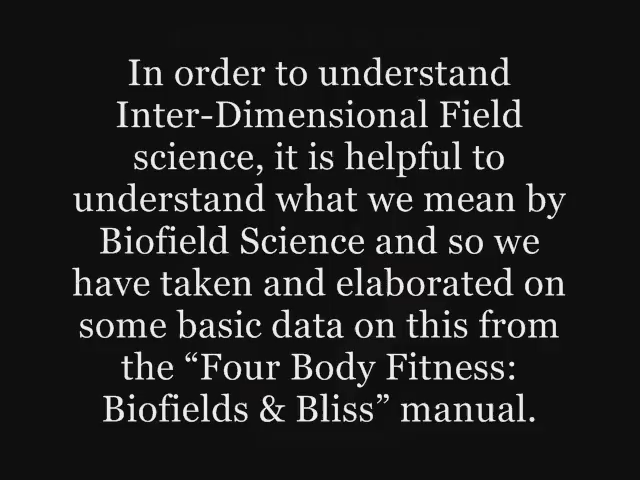 In order to understand
Inter-Dimensional Field
science, it is helpful to
understand what we mean by
Biofield Science and so we
have taken and elaborated on
some basic data on this from
the “Four Body Fitness:
Biofields & Bliss” manual.